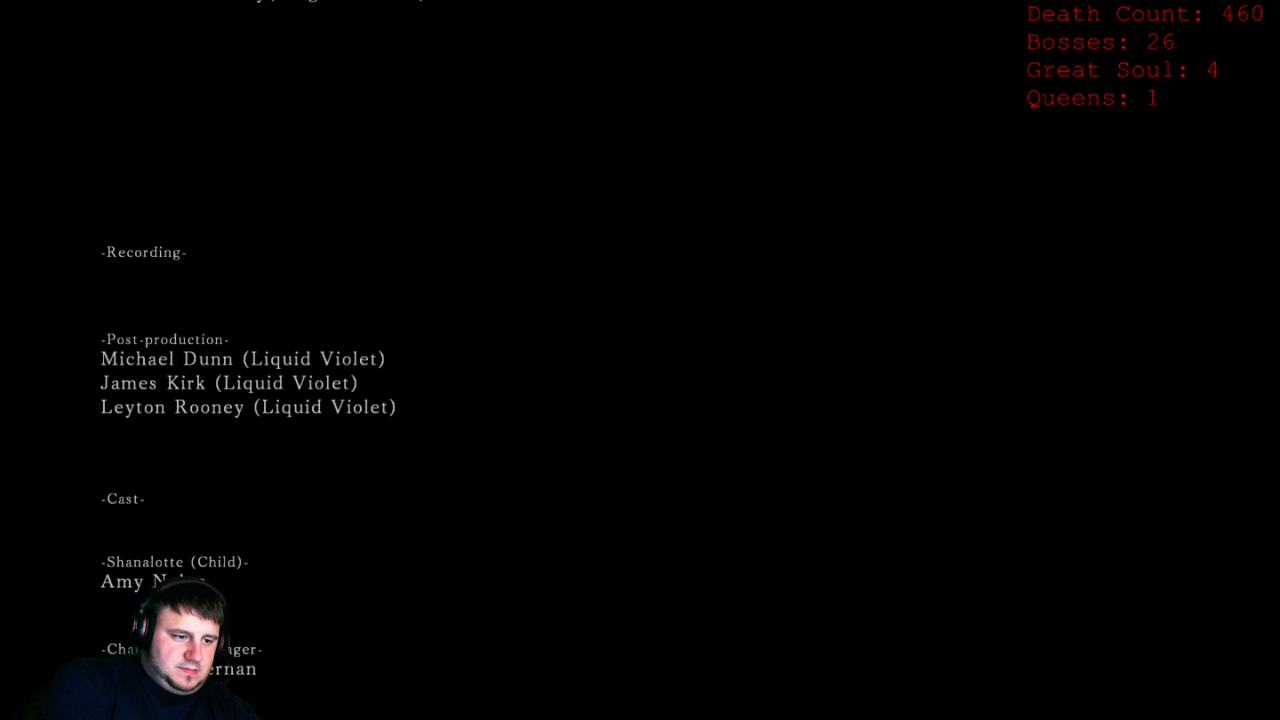 Death Count: 460
Bosses: 26
Great Soul: 4
Queens: 1
-Recording-
-Post-production-
Michael Dunn (Liquid Violet)
James Kirk (Liquid Violet)
Leyton Rooney (Liquid Violet)
-Cast-
-Shanalotte (Child)-
Amy